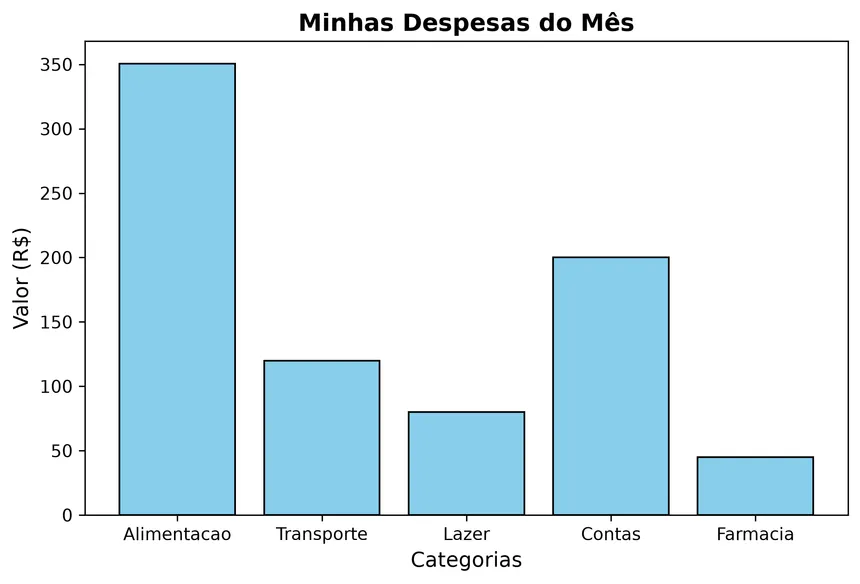 Minhas Despesas do Mês
Valor (R$)
350
300
250
200
150
100
50
0
Alimentacao Transporte Lazer Contas Farmacia
Categorias